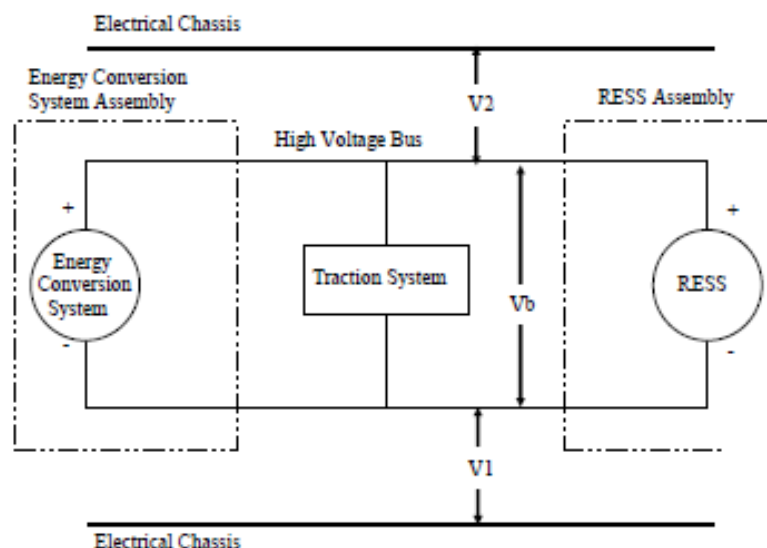 Electrical Chassis
Energy Conversion
System Assembly
V2
RESS Assembly
High Voltage Bus
+
+
Energy
Conversion
System
Traction System
Vb
RESS
-
-
V1
Electrical Chassis